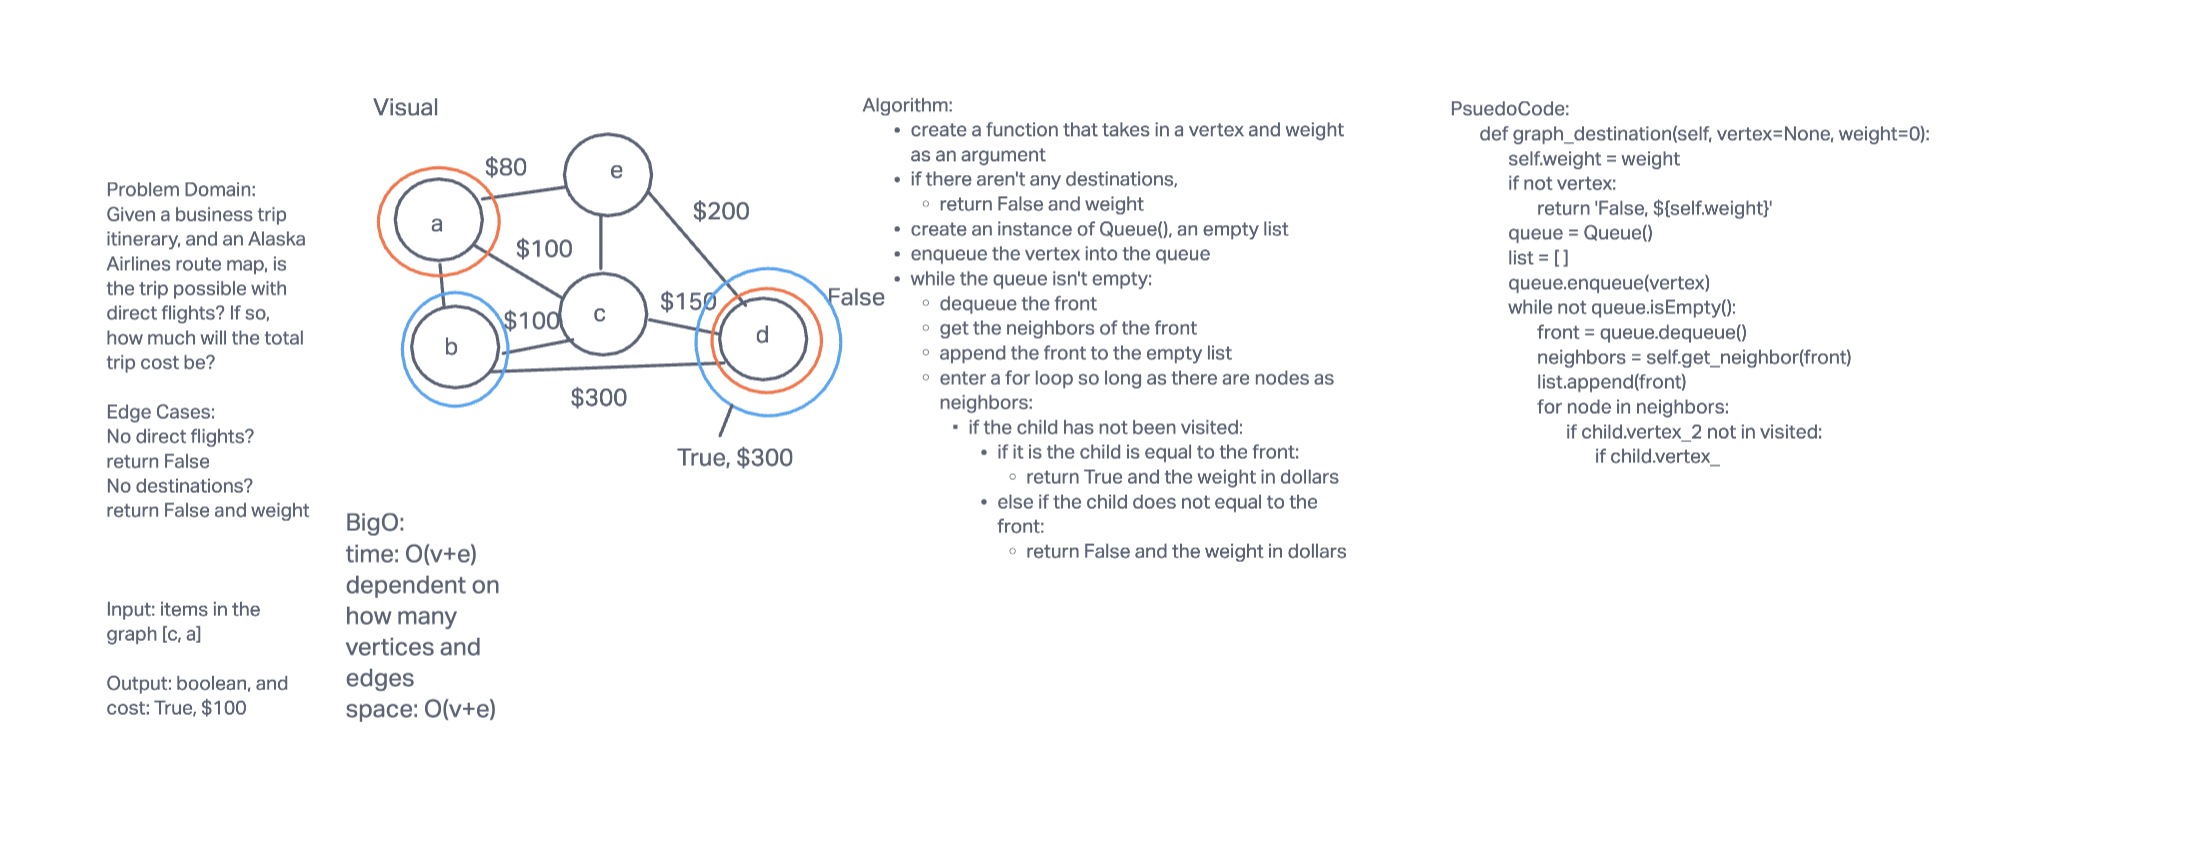 Problem Domain:
Given a business trip
itinerary, and an Alaska
Airlines route map, is
the trip possible with
direct flights? If so,
how much will the total
trip cost be?
Edge Cases:
No direct flights?
return False
No destinations?
return False and weight
Input: items in the
graph [c, a]
Output: boolean, and
cost: True, $100
Visual
$80
e
a
$200
$100
c
$150
False
$100
b
d
$300
True, $300
BigO:
time: O(v+e)
dependent on
how many
vertices and
edges
space: O(v+e)
Algorithm:
• create a function that takes in a vertex and weight
as an argument
• if there aren't any destinations,
◦ return False and weight
• create an instance of Queue(), an empty list
• enqueue the vertex into the queue
• while the queue isn't empty:
◦ dequeue the front
◦ get the neighbors of the front
◦ append the front to the empty list
◦ enter a for loop so long as there are nodes as
neighbors:
▪ if the child has not been visited:
• if it is the child is equal to the front:
◦ return True and the weight in dollars
• else if the child does not equal to the
front:
◦ return False and the weight in dollars
PsuedoCode:
def graph_destination(self, vertex=None, weight=0):
self.weight = weight
if not vertex:
return 'False, ${self.weight}'
queue = Queue()
list = [ ]
queue.enqueue(vertex)
while not queue.isEmpty():
front = queue.dequeue()
neighbors = self.get_neighbor(front)
list.append(front)
for node in neighbors:
if child.vertex_2 not in visited:
if child.vertex_